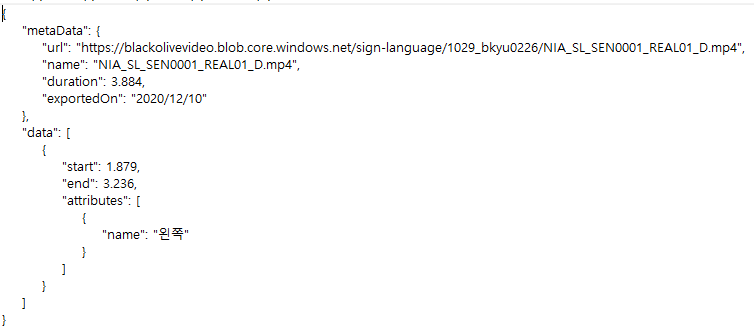 {
"metaData": {
"url": "https://blackolivevideo.blob.core.windows.net/sign-language/1029_bkyu0226/NIA_SL_SEN0001_REAL01_D.mp4",
"name": "NIA_SL_SEN0001_REAL01_D.mp4",
"duration": 3.884,
"exportedOn": "2020/12/10"
},
"data": [
{
"start": 1.879,
"end": 3.236,
"attributes": [
{
"name": "왼쪽"
}
]
}
]
}